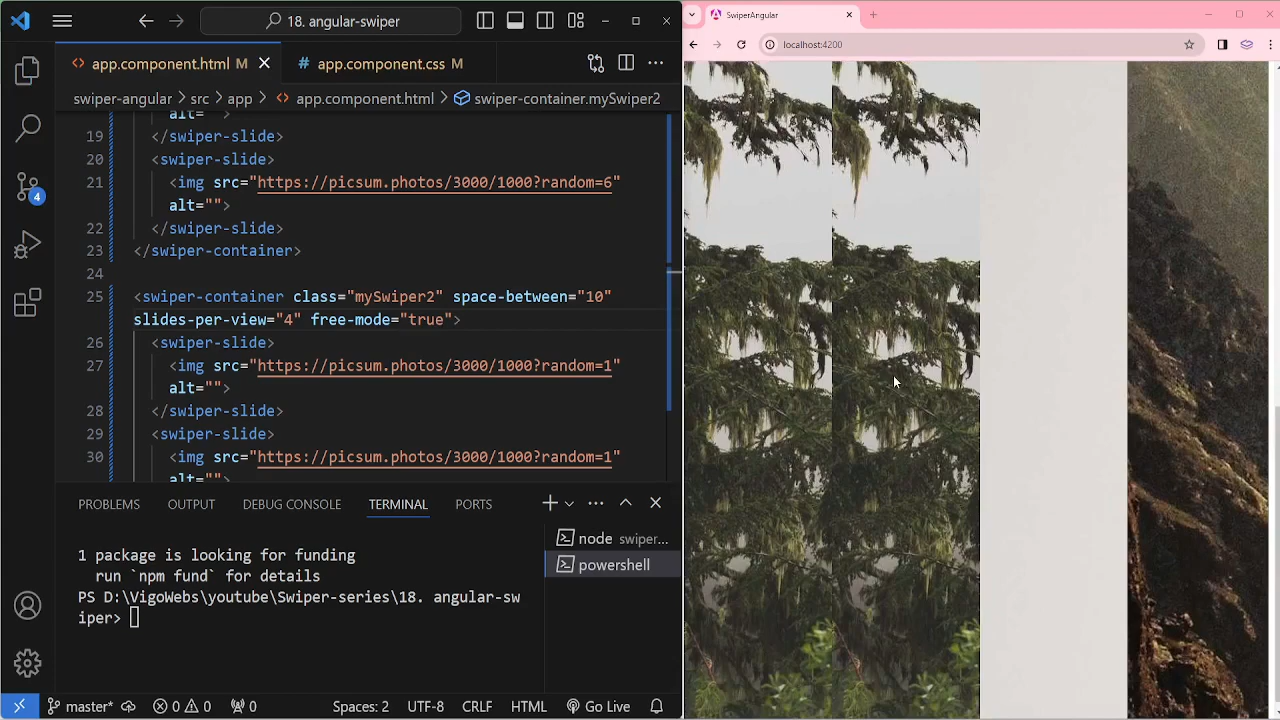 18. angular-swiper
app.component.html M
# app.component.css M
swiper-angular > src > app > <> app.component.html > swiper-container.mySwiper2
19 </swiper-slide>
20 <swiper-slide>
21 <img src="https://picsum.photos/3000/1000?random=6"
alt="">
22 </swiper-slide>
23 </swiper-container>
24
25 <swiper-container class="mySwiper2" space-between="10"
slides-per-view="4" free-mode="true">
26 <swiper-slide>
27 <img src="https://picsum.photos/3000/1000?random=1"
alt="">
28 </swiper-slide>
29 <swiper-slide>
30 <img src="https://picsum.photos/3000/1000?random=1"
PROBLEMS OUTPUT DEBUG CONSOLE TERMINAL PORTS
1 package is looking for funding
run `npm fund` for details
PS D:\VigoWebs\youtube\Swiper-series\18. angular-sw
iper>
node swiper...
powershell
4
master* 0 0 0 Spaces: 2 UTF-8 CRLF HTML Go Live
SwiperAngular
localhost:4200